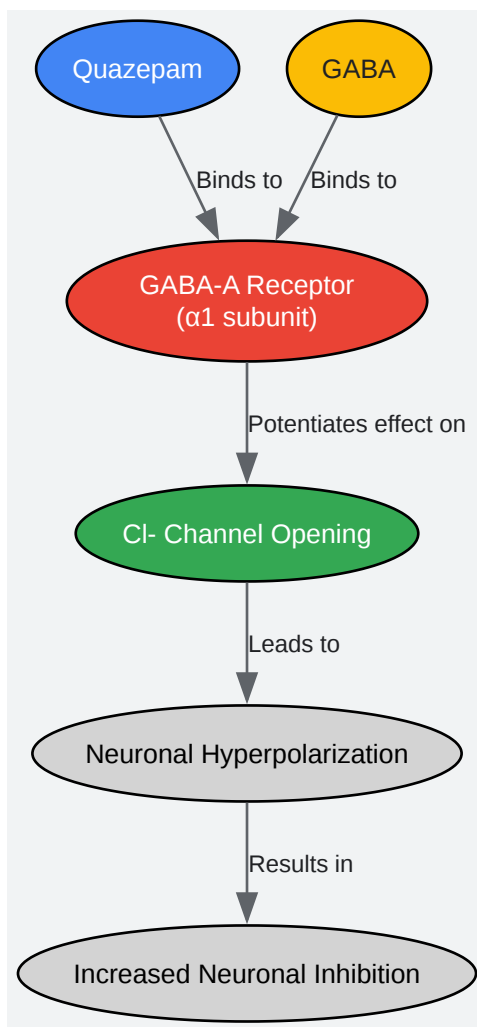 Quazepam
GABA
Binds to
Binds to
GABA-A Receptor
(α1 subunit)
Potentiates effect on
Cl- Channel Opening
Leads to
Neuronal Hyperpolarization
Results in
Increased Neuronal Inhibition